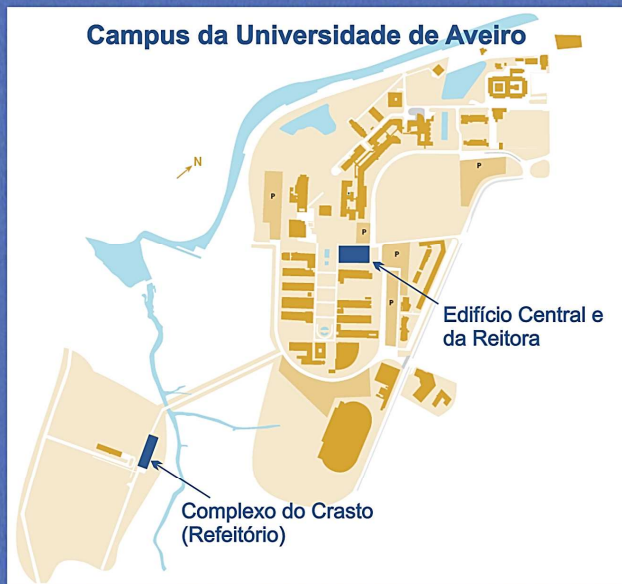 Campus da Universidade de Aveiro
N
P
P
P
P
P
Edifício Central e
da Reitora
Complexo do Crasto
(Refeitório)